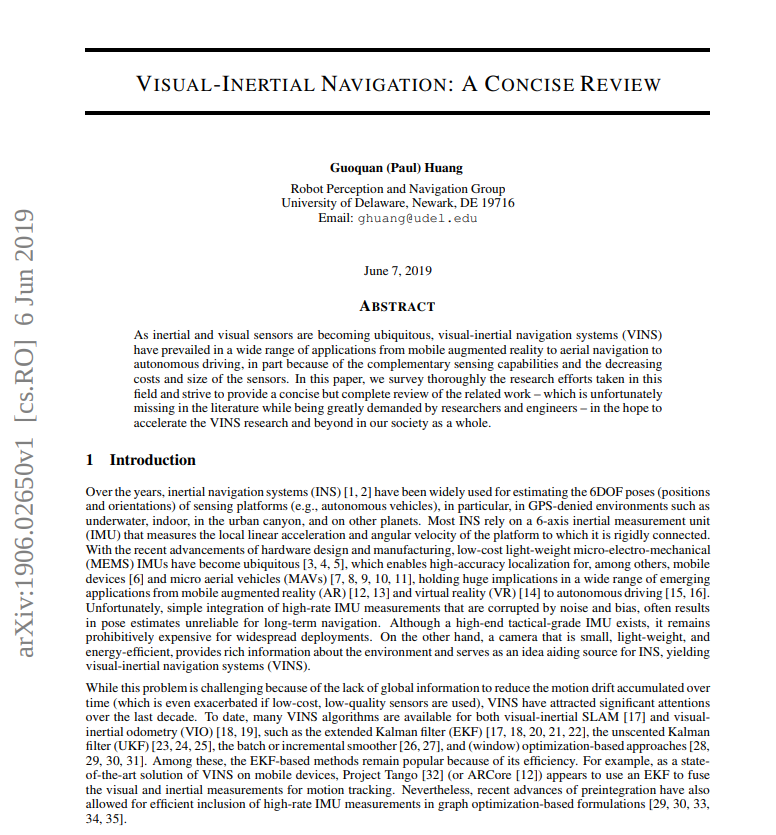 VISUAL-INERTIAL NAVIGATION: A CONCISE REVIEW
Guoquan (Paul) Huang
Robot Perception and Navigation Group
University of Delaware, Newark, DE 19716
Email: ghuang@udel.edu
June 7, 2019
ABSTRACT
As inertial and visual sensors are becoming ubiquitous, visual-inertial navigation systems (VINS)
have prevailed in a wide range of applications from mobile augmented reality to aerial navigation to
autonomous driving, in part because of the complementary sensing capabilities and the decreasing
costs and size of the sensors. In this paper, we survey thoroughly the research efforts taken in this
field and strive to provide a concise but complete review of the related work – which is unfortunately
missing in the literature while being greatly demanded by researchers and engineers – in the hope to
accelerate the VINS research and beyond in our society as a whole.
1 Introduction
Over the years, inertial navigation systems (INS) [1, 2] have been widely used for estimating the 6DOF poses (positions
and orientations) of sensing platforms (e.g., autonomous vehicles), in particular, in GPS-denied environments such as
underwater, indoor, in the urban canyon, and on other planets. Most INS rely on a 6-axis inertial measurement unit
(IMU) that measures the local linear acceleration and angular velocity of the platform to which it is rigidly connected.
With the recent advancements of hardware design and manufacturing, low-cost light-weight micro-electro-mechanical
(MEMS) IMUs have become ubiquitous [3, 4, 5], which enables high-accuracy localization for, among others, mobile
devices [6] and micro aerial vehicles (MAVs) [7, 8, 9, 10, 11], holding huge implications in a wide range of emerging
applications from mobile augmented reality (AR) [12, 13] and virtual reality (VR) [14] to autonomous driving [15, 16].
Unfortunately, simple integration of high-rate IMU measurements that are corrupted by noise and bias, often results
in pose estimates unreliable for long-term navigation. Although a high-end tactical-grade IMU exists, it remains
prohibitively expensive for widespread deployments. On the other hand, a camera that is small, light-weight, and
energy-efficient, provides rich information about the environment and serves as an idea aiding source for INS, yielding
visual-inertial navigation systems (VINS).
While this problem is challenging because of the lack of global information to reduce the motion drift accumulated over
time (which is even exacerbated if low-cost, low-quality sensors are used), VINS have attracted significant attentions
over the last decade. To date, many VINS algorithms are available for both visual-inertial SLAM [17] and visual-
inertial odometry (VIO) [18, 19], such as the extended Kalman filter (EKF) [17, 18, 20, 21, 22], the unscented Kalman
filter (UKF) [23, 24, 25], the batch or incremental smoother [26, 27], and (window) optimization-based approaches [28,
29, 30, 31]. Among these, the EKF-based methods remain popular because of its efficiency. For example, as a state-
of-the-art solution of VINS on mobile devices, Project Tango [32] (or ARCore [12]) appears to use an EKF to fuse
the visual and inertial measurements for motion tracking. Nevertheless, recent advances of preintegration have also
allowed for efficient inclusion of high-rate IMU measurements in graph optimization-based formulations [29, 30, 33,
34, 35].
arXiv:1906.02650v1 [cs.RO] 6 Jun 2019